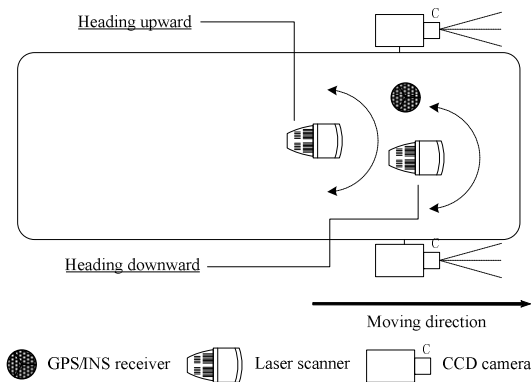 Heading upward
C
C
Heading downward
Moving direction
C
GPS/INS receiver
Laser scanner
CCD camera